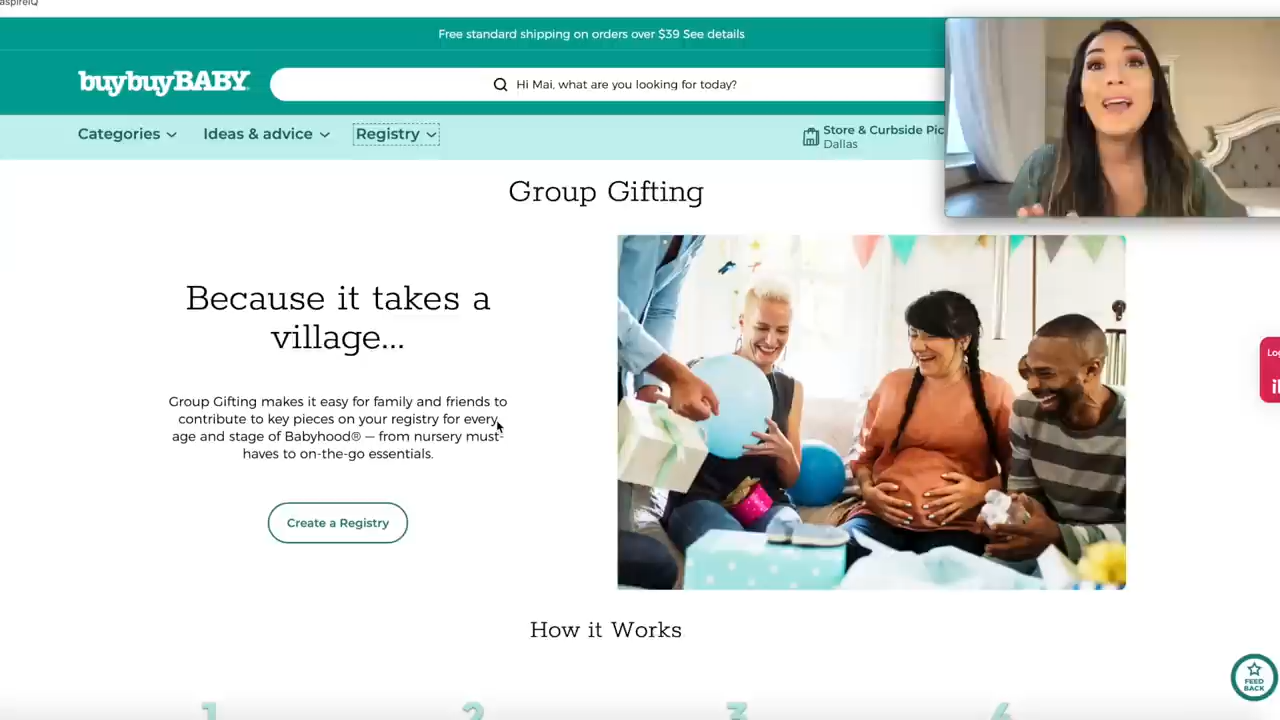 aspireIQ
Free standard shipping on orders over $39 See details
buybuyBABY
Hi Mai, what are you looking for today?
Categories
Ideas & advice
Registry
Store & Curbside Pic
Dallas
Group Gifting
Because it takes a
village...
Group Gifting makes it easy for family and friends to
contribute to key pieces on your registry for every
age and stage of Babyhood® — from nursery must-
haves to on-the-go essentials.
Create a Registry
How it Works
1
2
3
FEED
BACK